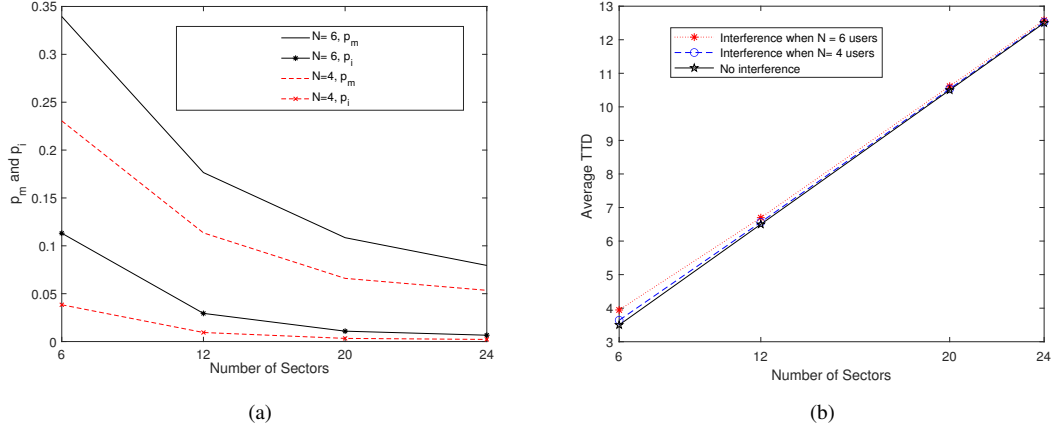 0.35
0.3
0.25
0.2
0.15
0.1
0.05
0
p_m and p_i
N= 6, p_m
N= 6, p_i
N=4, p_m
N=4, p_i
6 12 20 24
Number of Sectors
(a)
13
12
11
10
9
8
7
6
5
4
3
Average TTD
Interference when N = 6 users
Interference when N= 4 users
No interference
6 12 20 24
Number of Sectors
(b)